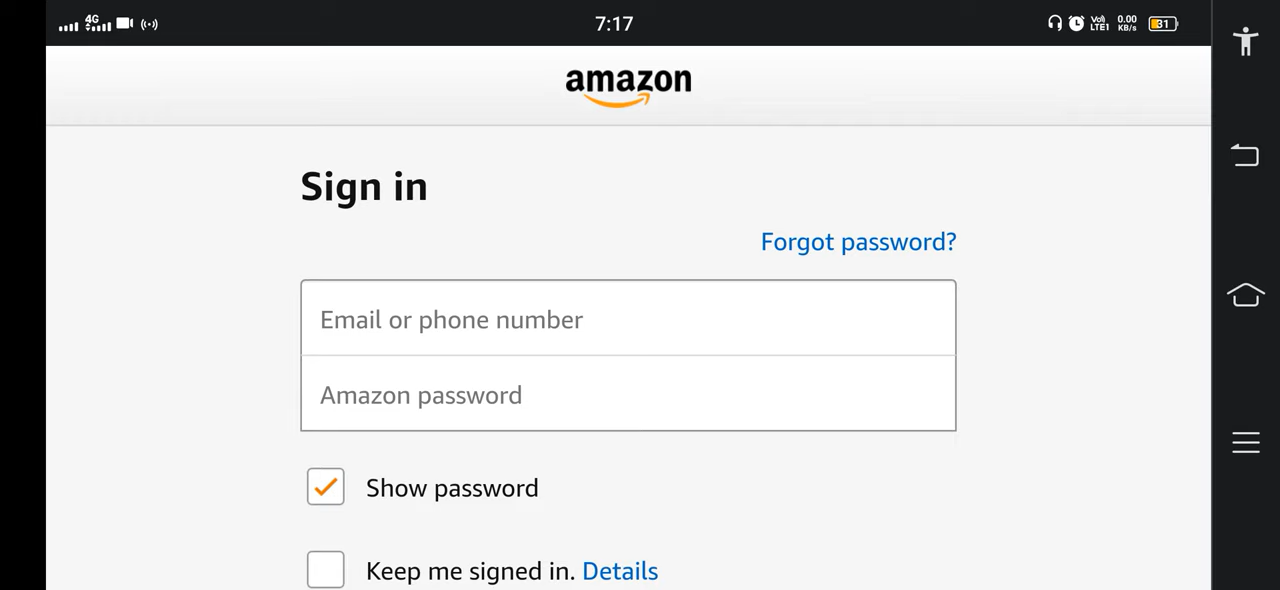 4G
7:17
Vo)
LTE1
0.00
KB/s
31
amazon
Sign in
Forgot password?
Email or phone number
Amazon password
Show password
Keep me signed in. Details